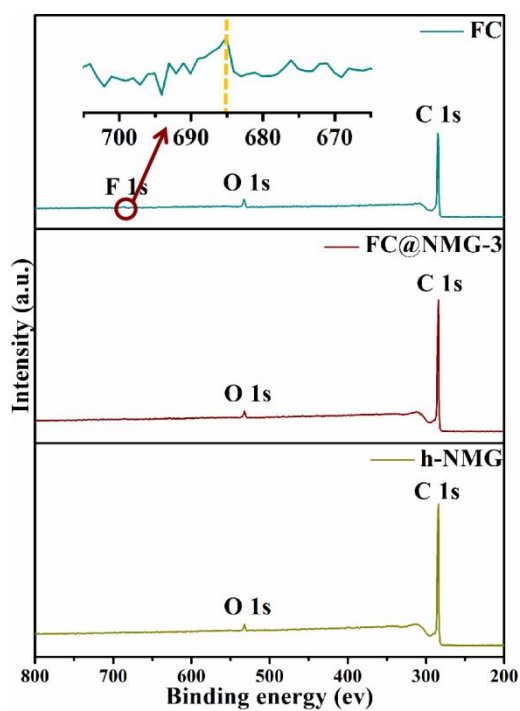 FC
700 690 680 670
C 1s
F 1s
O 1s
FC@NMG-3
C 1s
O 1s
h-NMG
C 1s
O 1s
800 700 600 500 400 300 200
Binding energy (ev)
Intensity (a.u.)